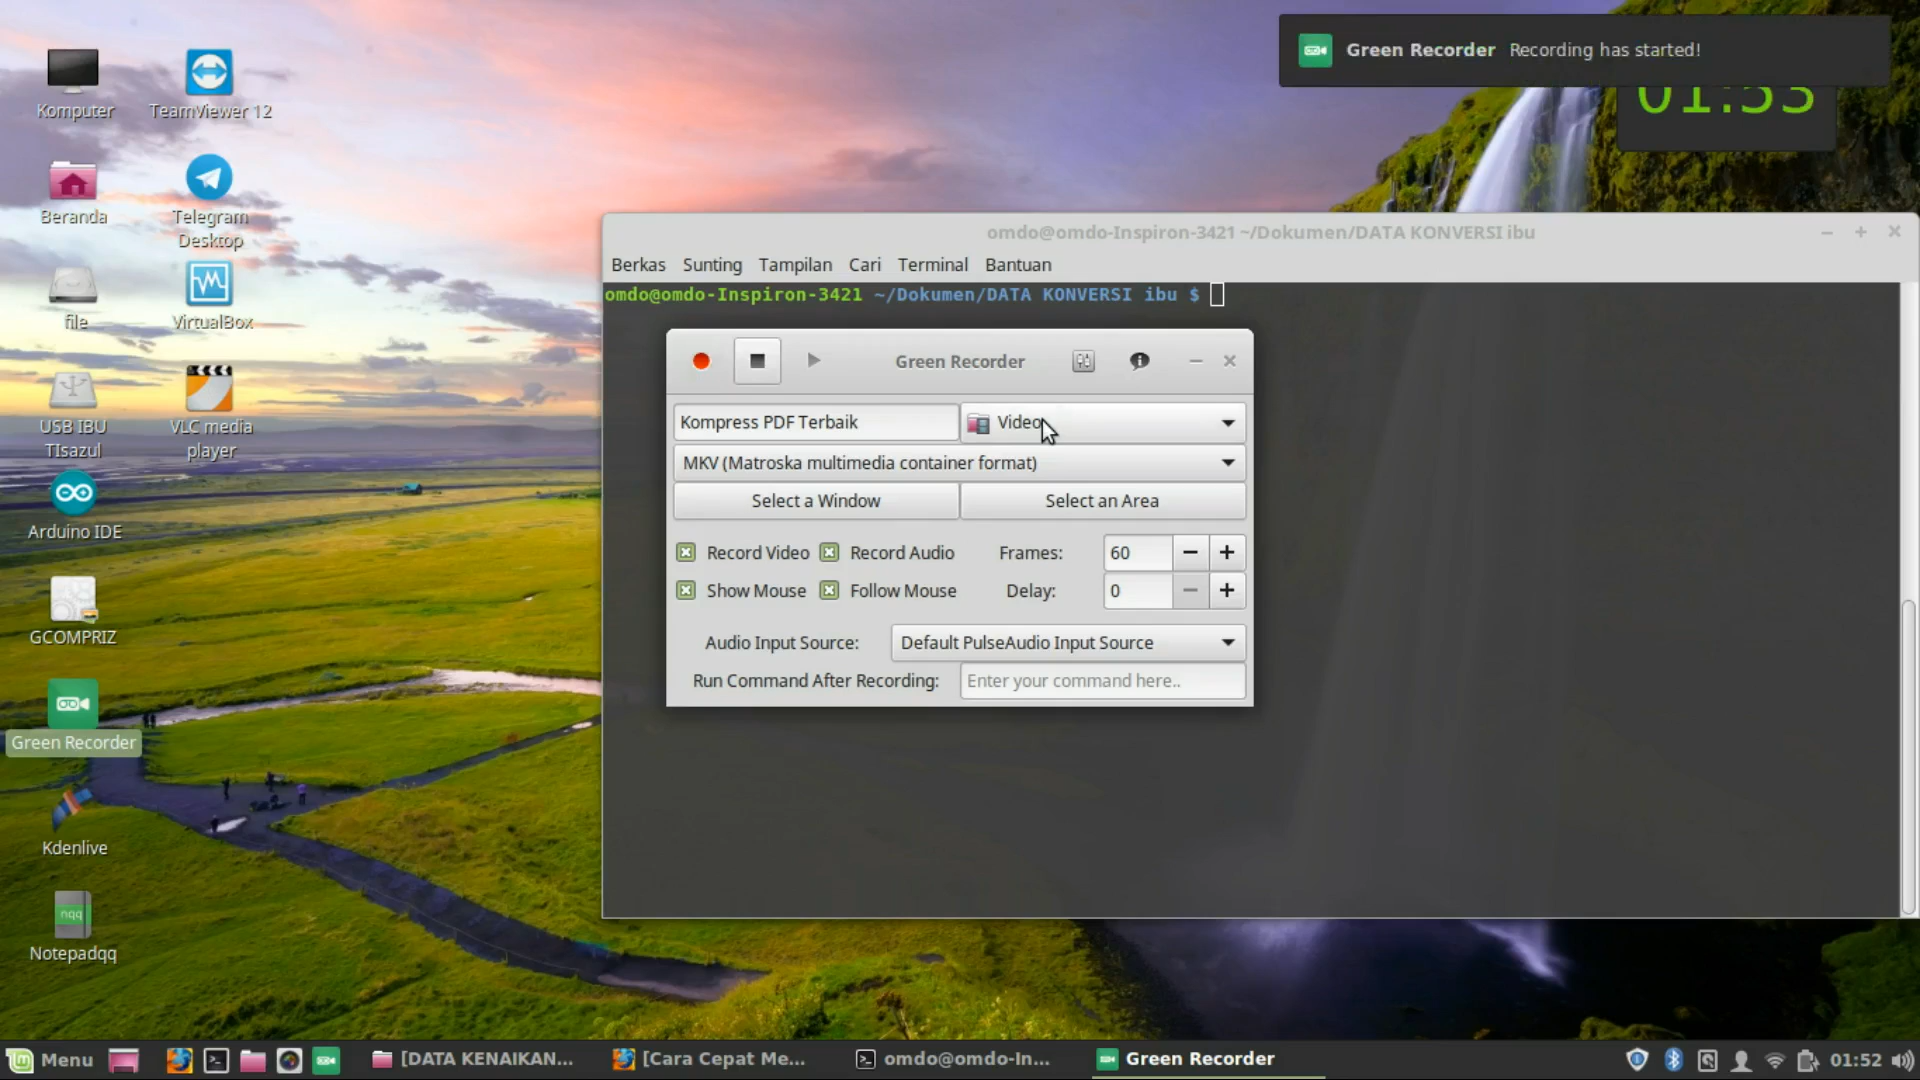 Komputer
TeamViewer 12
Beranda
Telegram
Desktop
file
VirtualBox
USB IBU
TIsazul
VLC media
player
Arduino IDE
GCOMPRIZ
Green Recorder
Kdenlive
nqq
Notepadqq
Green Recorder Recording has started!
01:53
omdo@omdo-Inspiron-3421 ~/Dokumen/DATA KONVERSI ibu
Berkas Sunting Tampilan Cari Terminal Bantuan
omdo@omdo-Inspiron-3421 ~/Dokumen/DATA KONVERSI ibu $
Green Recorder
Kompress PDF Terbaik
Video
MKV (Matroska multimedia container format)
Select a Window
Select an Area
Record Video Record Audio Frames: 60
Show Mouse Follow Mouse Delay: 0
Audio Input Source: Default PulseAudio Input Source
Run Command After Recording: Enter your command here..
Menu [DATA KENAIKAN... [Cara Cepat Me... omdo@omdo-In... Green Recorder 01:52